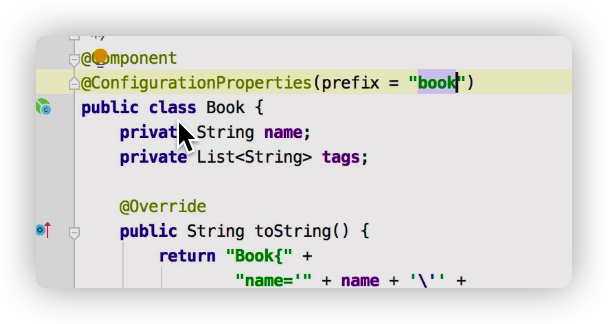 @Component
@ConfigurationProperties(prefix = "book")
public class Book {
private String name;
private List<String> tags;
@Override
public String toString() {
return "Book{" +
"name='" + name + '\'' +